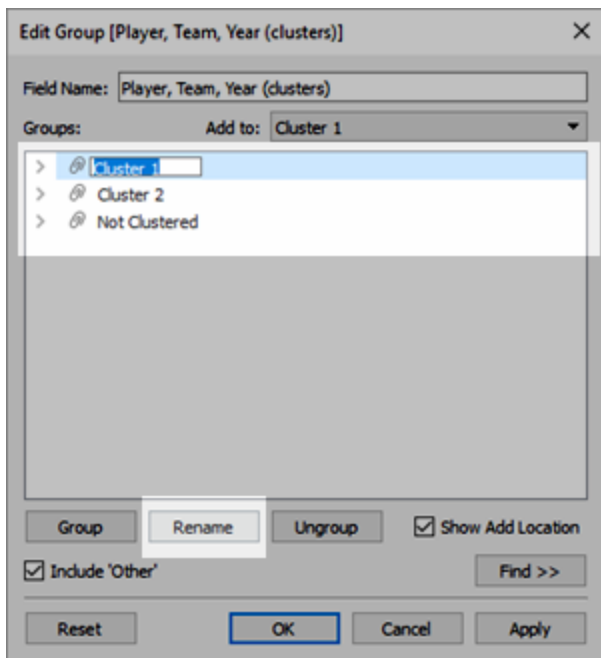 Edit Group [Player, Team, Year (clusters)]
Field Name: Player, Team, Year (clusters)
Groups: Add to: Cluster 1
Cluster 1
Cluster 2
Not Clustered
Group Rename Ungroup Show Add Location
Include 'Other' Find >>
Reset OK Cancel Apply